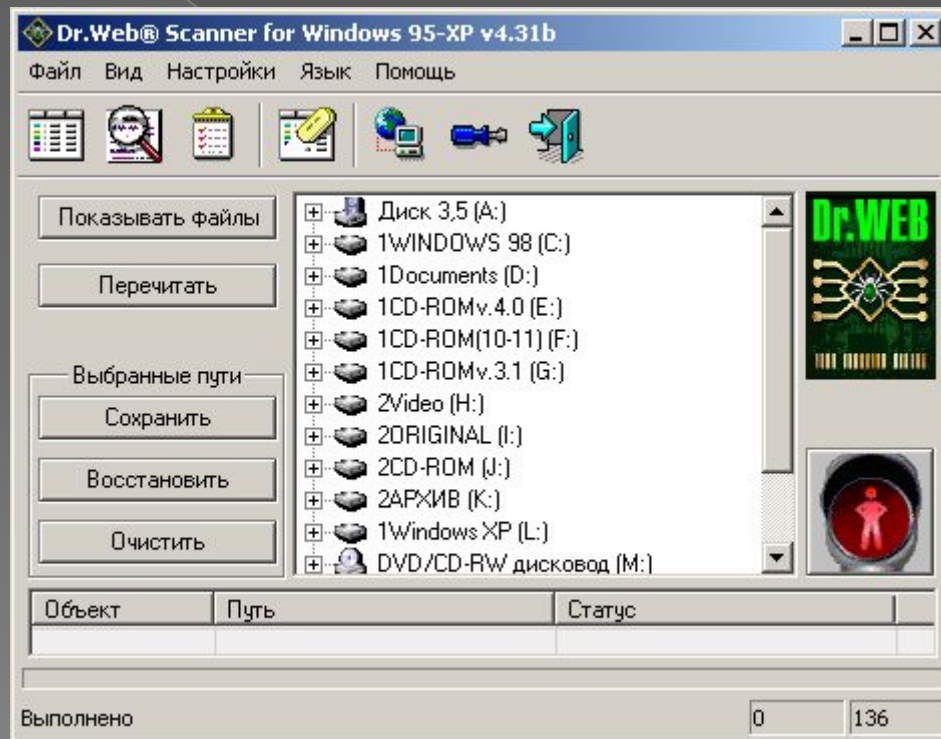 Dr.Web® Scanner for Windows 95-XP v4.31b
Файл Вид Настройки Язык Помощь
Показывать файлы
Перечитать
Выбранные пути
Сохранить
Восстановить
Очистить
Диск 3,5 (A:)
1WINDOWS 98 (C:)
1Documents (D:)
1CD-ROMv.4.0 (E:)
1CD-ROM(10-11) (F:)
1CD-ROMv.3.1 (G:)
2Video (H:)
2ORIGINAL (I:)
2CD-ROM (J:)
2АРХИВ (K:)
1Windows XP (L:)
DVD/CD-RW дисковод (M:)
Dr.WEB
Объект Путь Статус
Выполнено 0 136